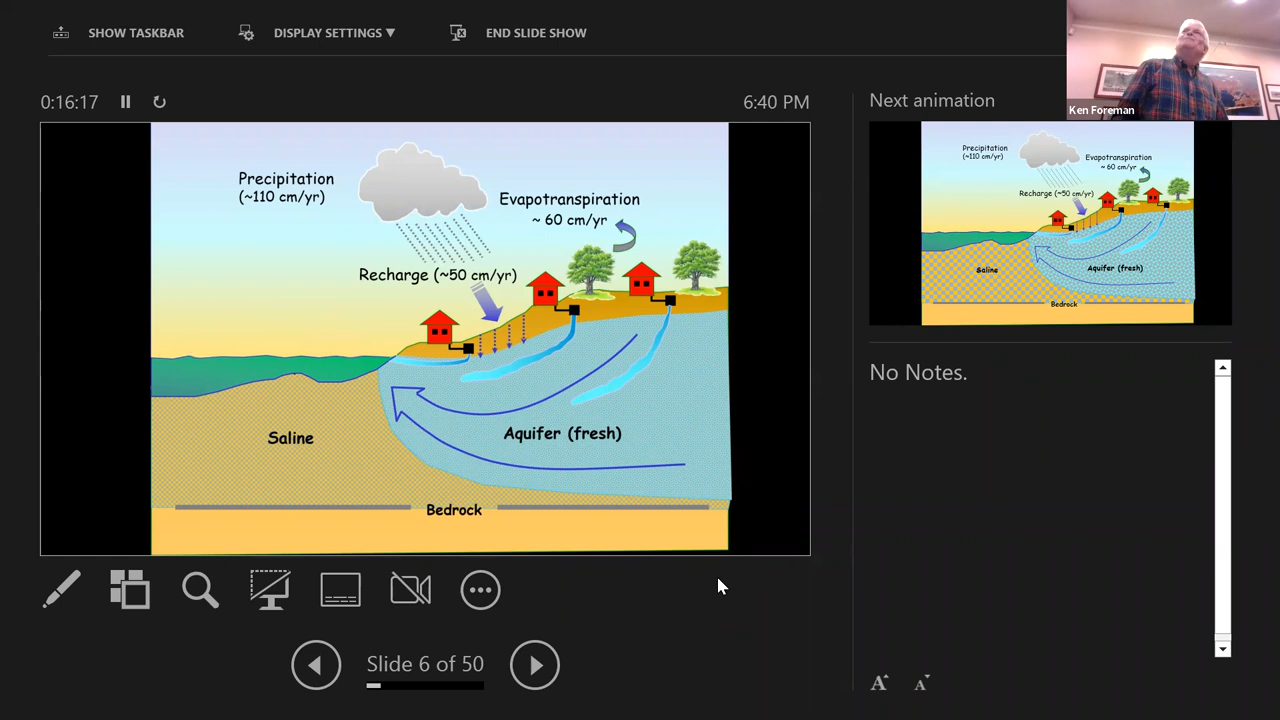 SHOW TASKBAR
DISPLAY SETTINGS ▼
END SLIDE SHOW
Ken Foreman
0:16:17
6:40 PM
Precipitation
(~110 cm/yr)
Evapotranspiration
~ 60 cm/yr
Recharge (~50 cm/yr)
Saline
Aquifer (fresh)
Bedrock
Next animation
Precipitation
(~110 cm/yr)
Evapotranspiration
~ 60 cm/yr
Recharge (~50 cm/yr)
Saline
Aquifer (fresh)
Bedrock
No Notes.
Slide 6 of 50
A A